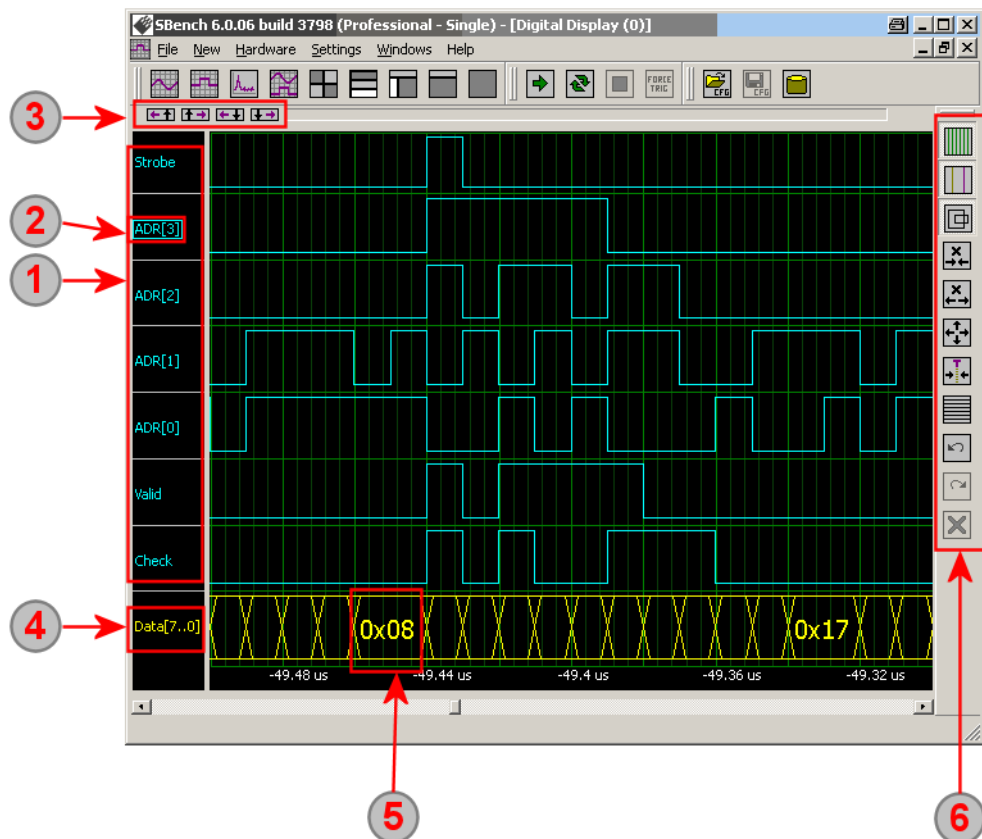 SBench 6.0.06 build 3798 (Professional - Single) - [Digital Display (0)]
File New Hardware Settings Windows Help
FORCE TRIG CFG CFG
3
Strobe
2
ADR[3]
1
ADR[2]
ADR[1]
ADR[0]
Valid
Check
4
Data[7..0] 0x08 0x17
-49.48 us -49.44 us -49.4 us -49.36 us -49.32 us
5
6
X
X
T